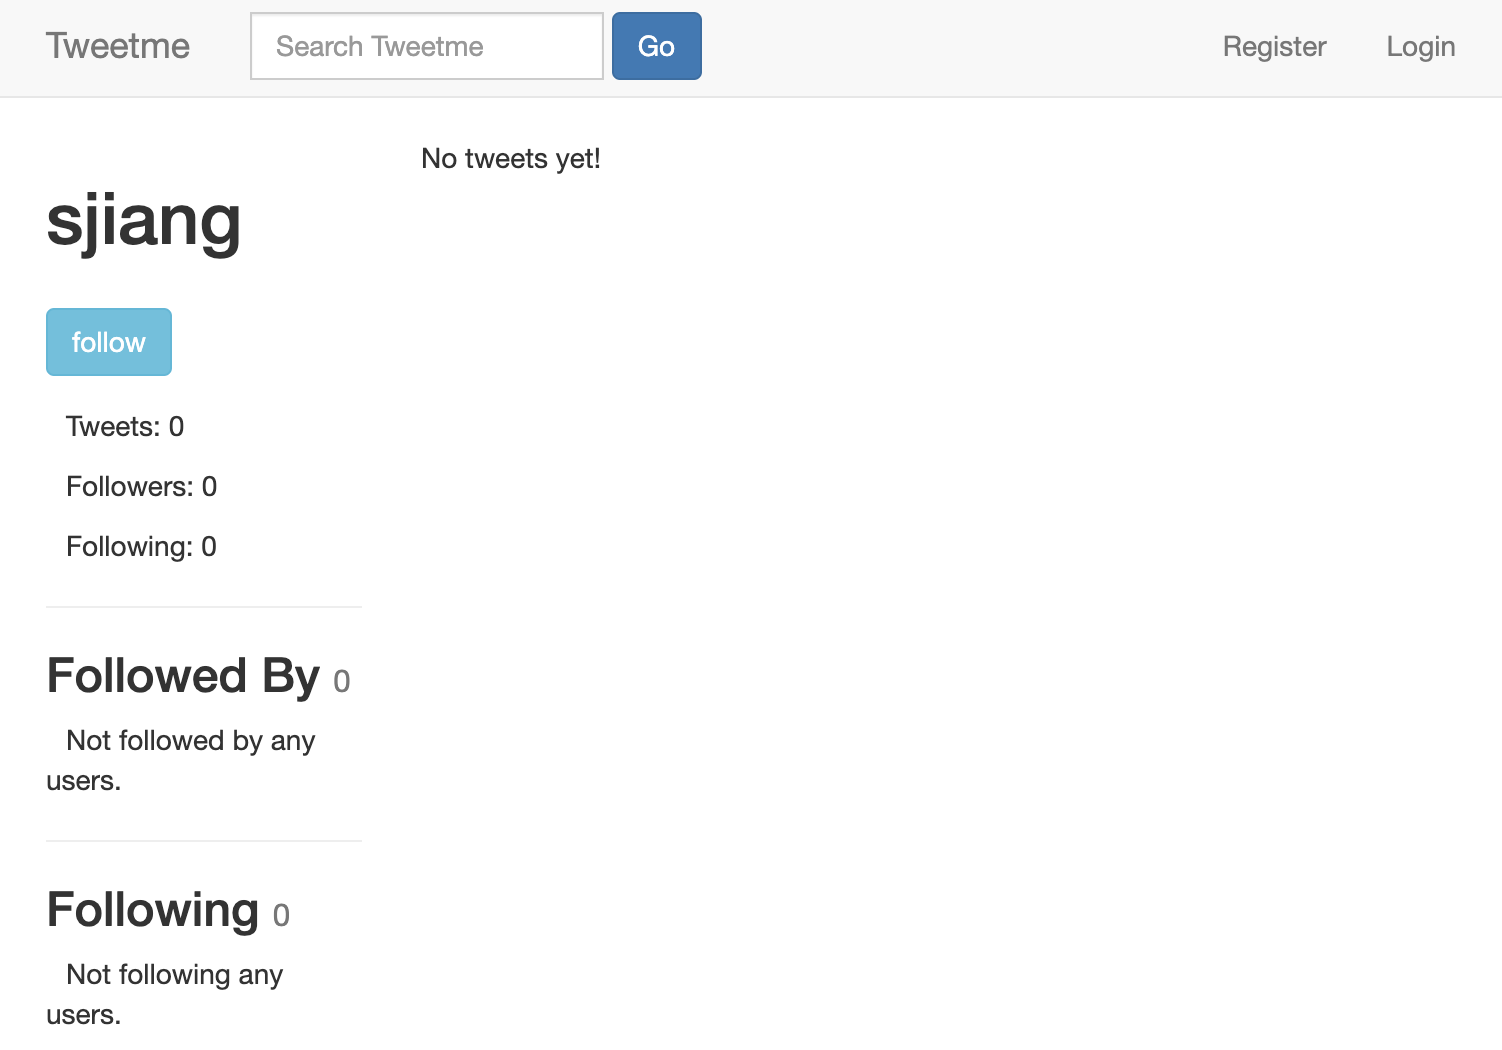 Tweetme
Search Tweetme
Go
Register
Login
No tweets yet!
sjiang
follow
Tweets: 0
Followers: 0
Following: 0
Followed By 0
Not followed by any
users.
Following 0
Not following any
users.